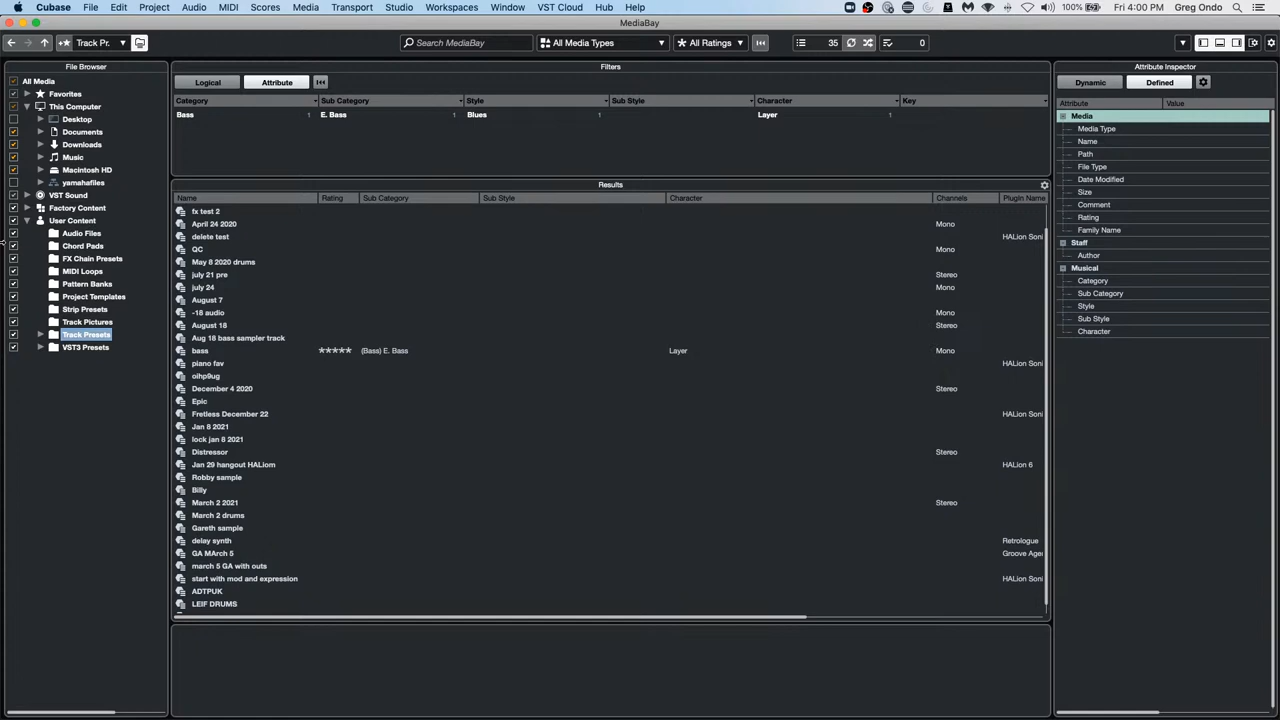 Cubase File Edit Project Audio MIDI Scores Media Transport Studio Workspaces Window VST Cloud Hub Help 100% Fri 4:00 PM Greg Ondo
MediaBay
Track Pr. Search MediaBay All Media Types All Ratings 35 0
File Browser
All Media
Favorites
This Computer
Desktop
Documents
Downloads
Music
Macintosh HD
yamahafiles
VST Sound
Factory Content
User Content
Audio Files
Chord Pads
FX Chain Presets
MIDI Loops
Pattern Banks
Project Templates
Strip Presets
Track Pictures
Track Presets
VST3 Presets
Filters
Logical Attribute
Category Sub Category Style Sub Style Character Key
Bass 1 E. Bass 1 Blues 1 Layer 1
Results
Name Rating Sub Category Sub Style Character Channels Plugin Name
fx test 2
April 24 2020 Mono
delete test HALion Soni
QC Mono
May 8 2020 drums
july 21 pre Stereo
july 24 Mono
August 7
-18 audio Mono
August 18 Stereo
Aug 18 bass sampler track
bass ★★★★★ (Bass) E. Bass Layer Mono
piano fav HALion Soni
oihp9ug
December 4 2020 Stereo
Epic
Fretless December 22 HALion Soni
Jan 8 2021
lock jan 8 2021
Distressor Stereo
Jan 29 hangout HALiom HALion 6
Robby sample
Billy
March 2 2021 Stereo
March 2 drums
Gareth sample
delay synth Retrologue
GA MArch 5 Groove Agen
march 5 GA with outs
start with mod and expression HALion Soni
ADTPUK
LEIF DRUMS
Attribute Inspector
Dynamic Defined
Attribute Value
Media
Media Type
Name
Path
File Type
Date Modified
Size
Comment
Rating
Family Name
Staff
Author
Musical
Category
Sub Category
Style
Sub Style
Character